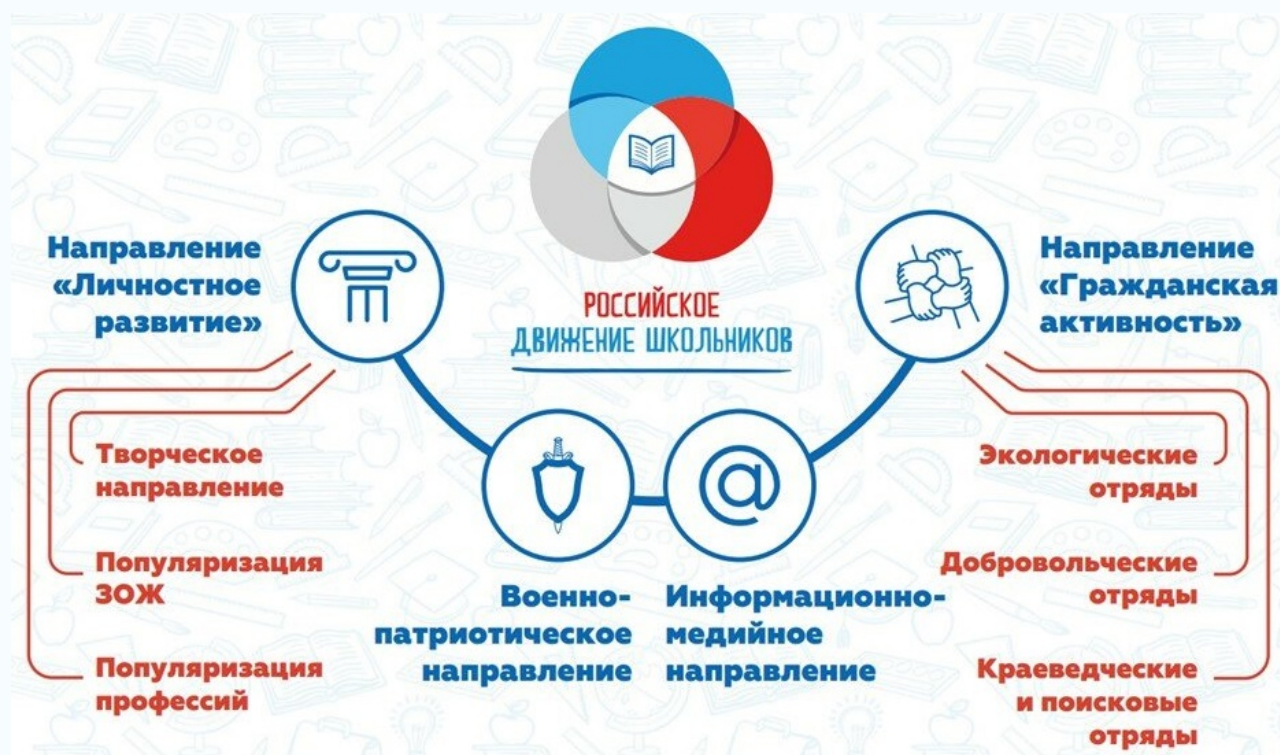 РОССИЙСКОЕ
ДВИЖЕНИЕ ШКОЛЬНИКОВ
Направление
«Личностное
развитие»
Творческое
направление
Популяризация
ЗОЖ
Популяризация
профессий
Военно-
патриотическое
направление
@
Информационно-
медийное
направление
Направление
«Гражданская
активность»
Экологические
отряды
Добровольческие
отряды
Краеведческие
и поисковые
отряды